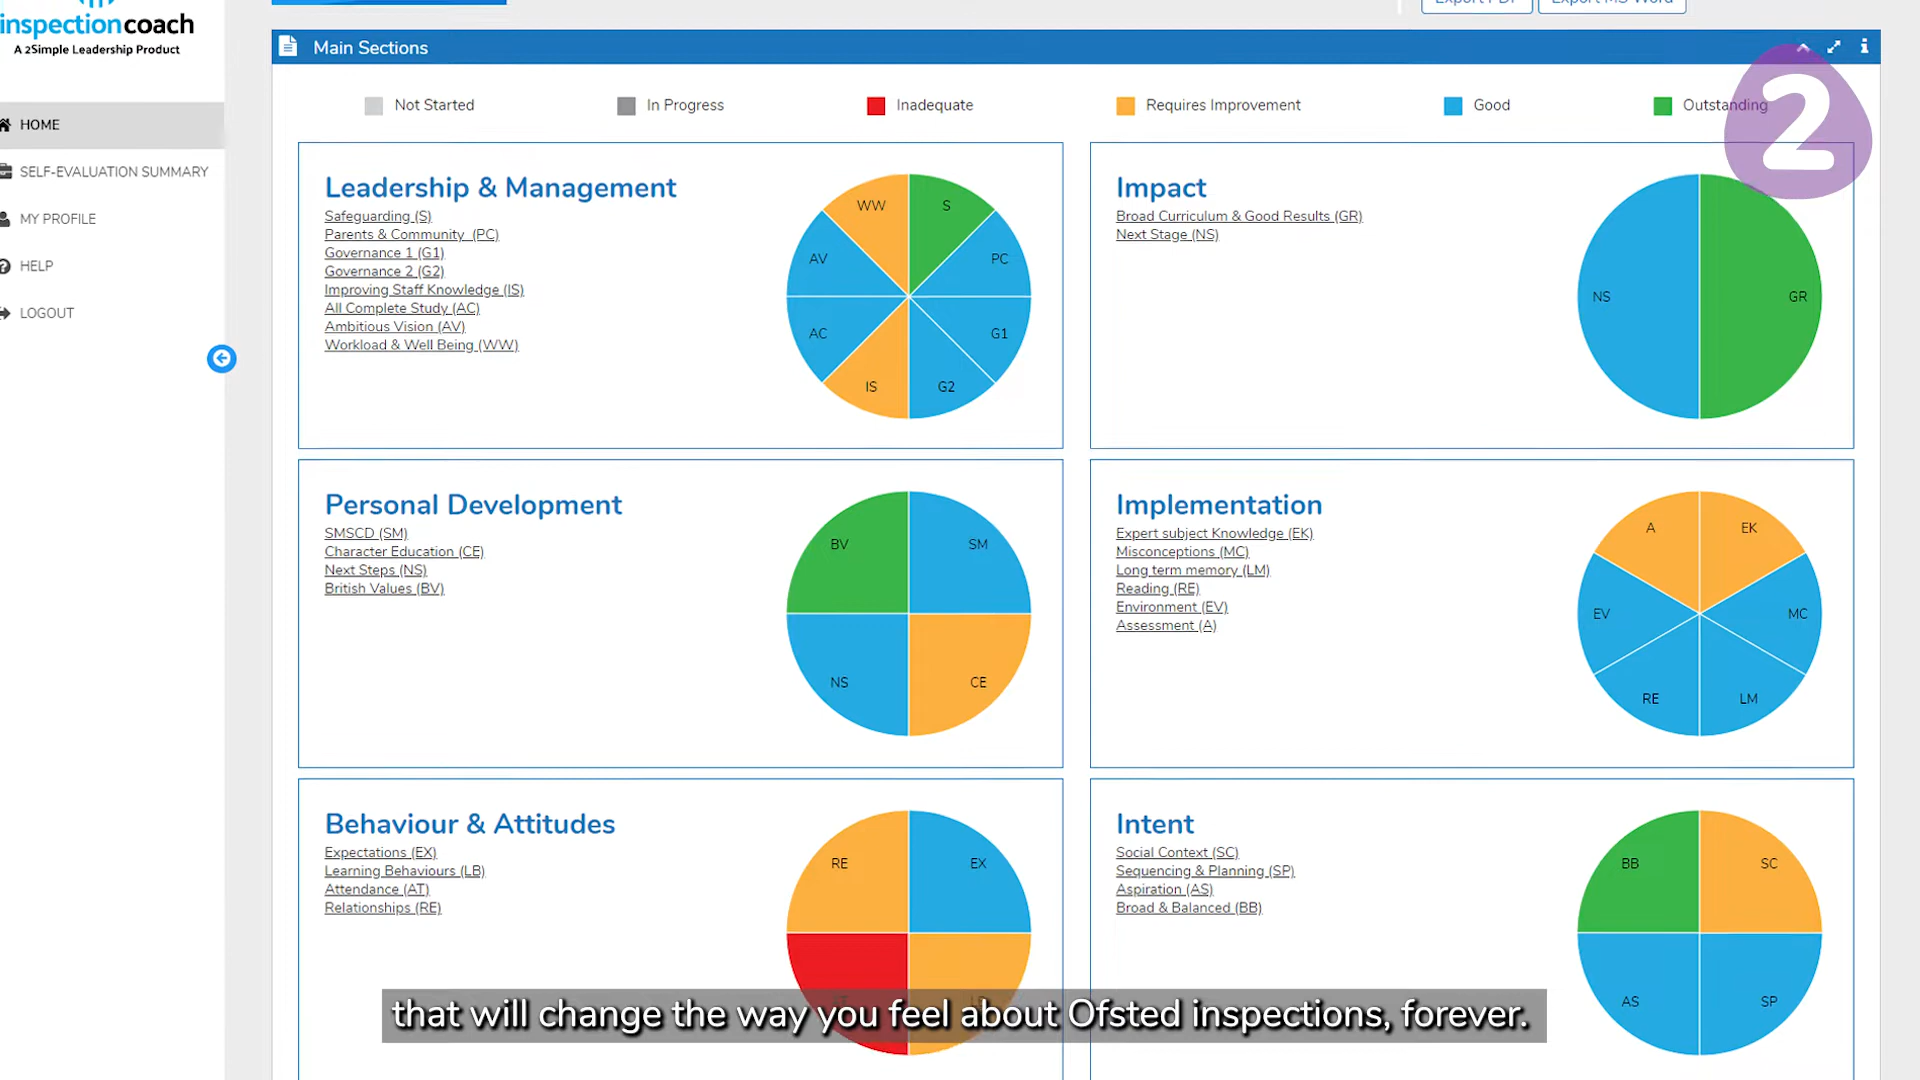 inspectioncoach
A 2Simple Leadership Product
HOME
SELF-EVALUATION SUMMARY
MY PROFILE
HELP
LOGOUT
Export PDF
Export MS Word
Main Sections
2
Not Started
In Progress
Inadequate
Requires Improvement
Good
Outstanding
Leadership & Management
Safeguarding (S)
Parents & Community (PC)
Governance 1 (G1)
Governance 2 (G2)
Improving Staff Knowledge (IS)
All Complete Study (AC)
Ambitious Vision (AV)
Workload & Well Being (WW)
WW
S
AV
PC
AC
G1
IS
G2
Impact
Broad Curriculum & Good Results (GR)
Next Stage (NS)
NS
GR
Personal Development
SMSCD (SM)
Character Education (CE)
Next Steps (NS)
British Values (BV)
BV
SM
NS
CE
Implementation
Expert subject Knowledge (EK)
Misconceptions (MC)
Long term memory (LM)
Reading (RE)
Environment (EV)
Assessment (A)
A
EK
EV
MC
RE
LM
Behaviour & Attitudes
Expectations (EX)
Learning Behaviours (LB)
Attendance (AT)
Relationships (RE)
RE
EX
Intent
Social Context (SC)
Sequencing & Planning (SP)
Aspiration (AS)
Broad & Balanced (BB)
BB
SC
AS
SP
that will change the way you feel about Ofsted inspections, forever.